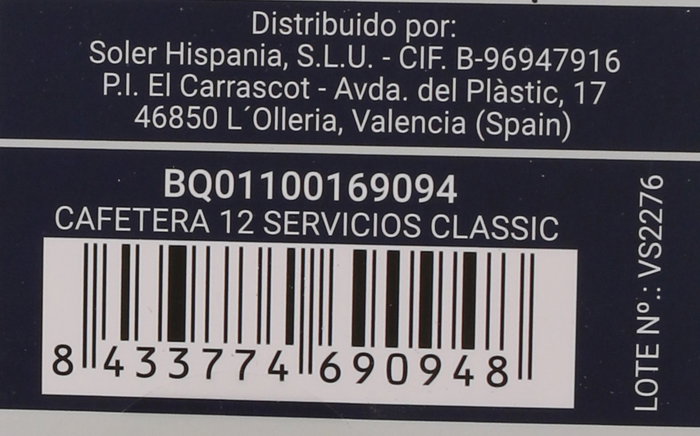 Distribuido por:
Soler Hispania, S.L.U. - CIF. B-96947916
P.I. El Carrascot - Avda. del Plàstic, 17
46850 L´Olleria, Valencia (Spain)
BQ01100169094
CAFETERA 12 SERVICIOS CLASSIC
8 433774 690948
LOTE Nº.: VS2276